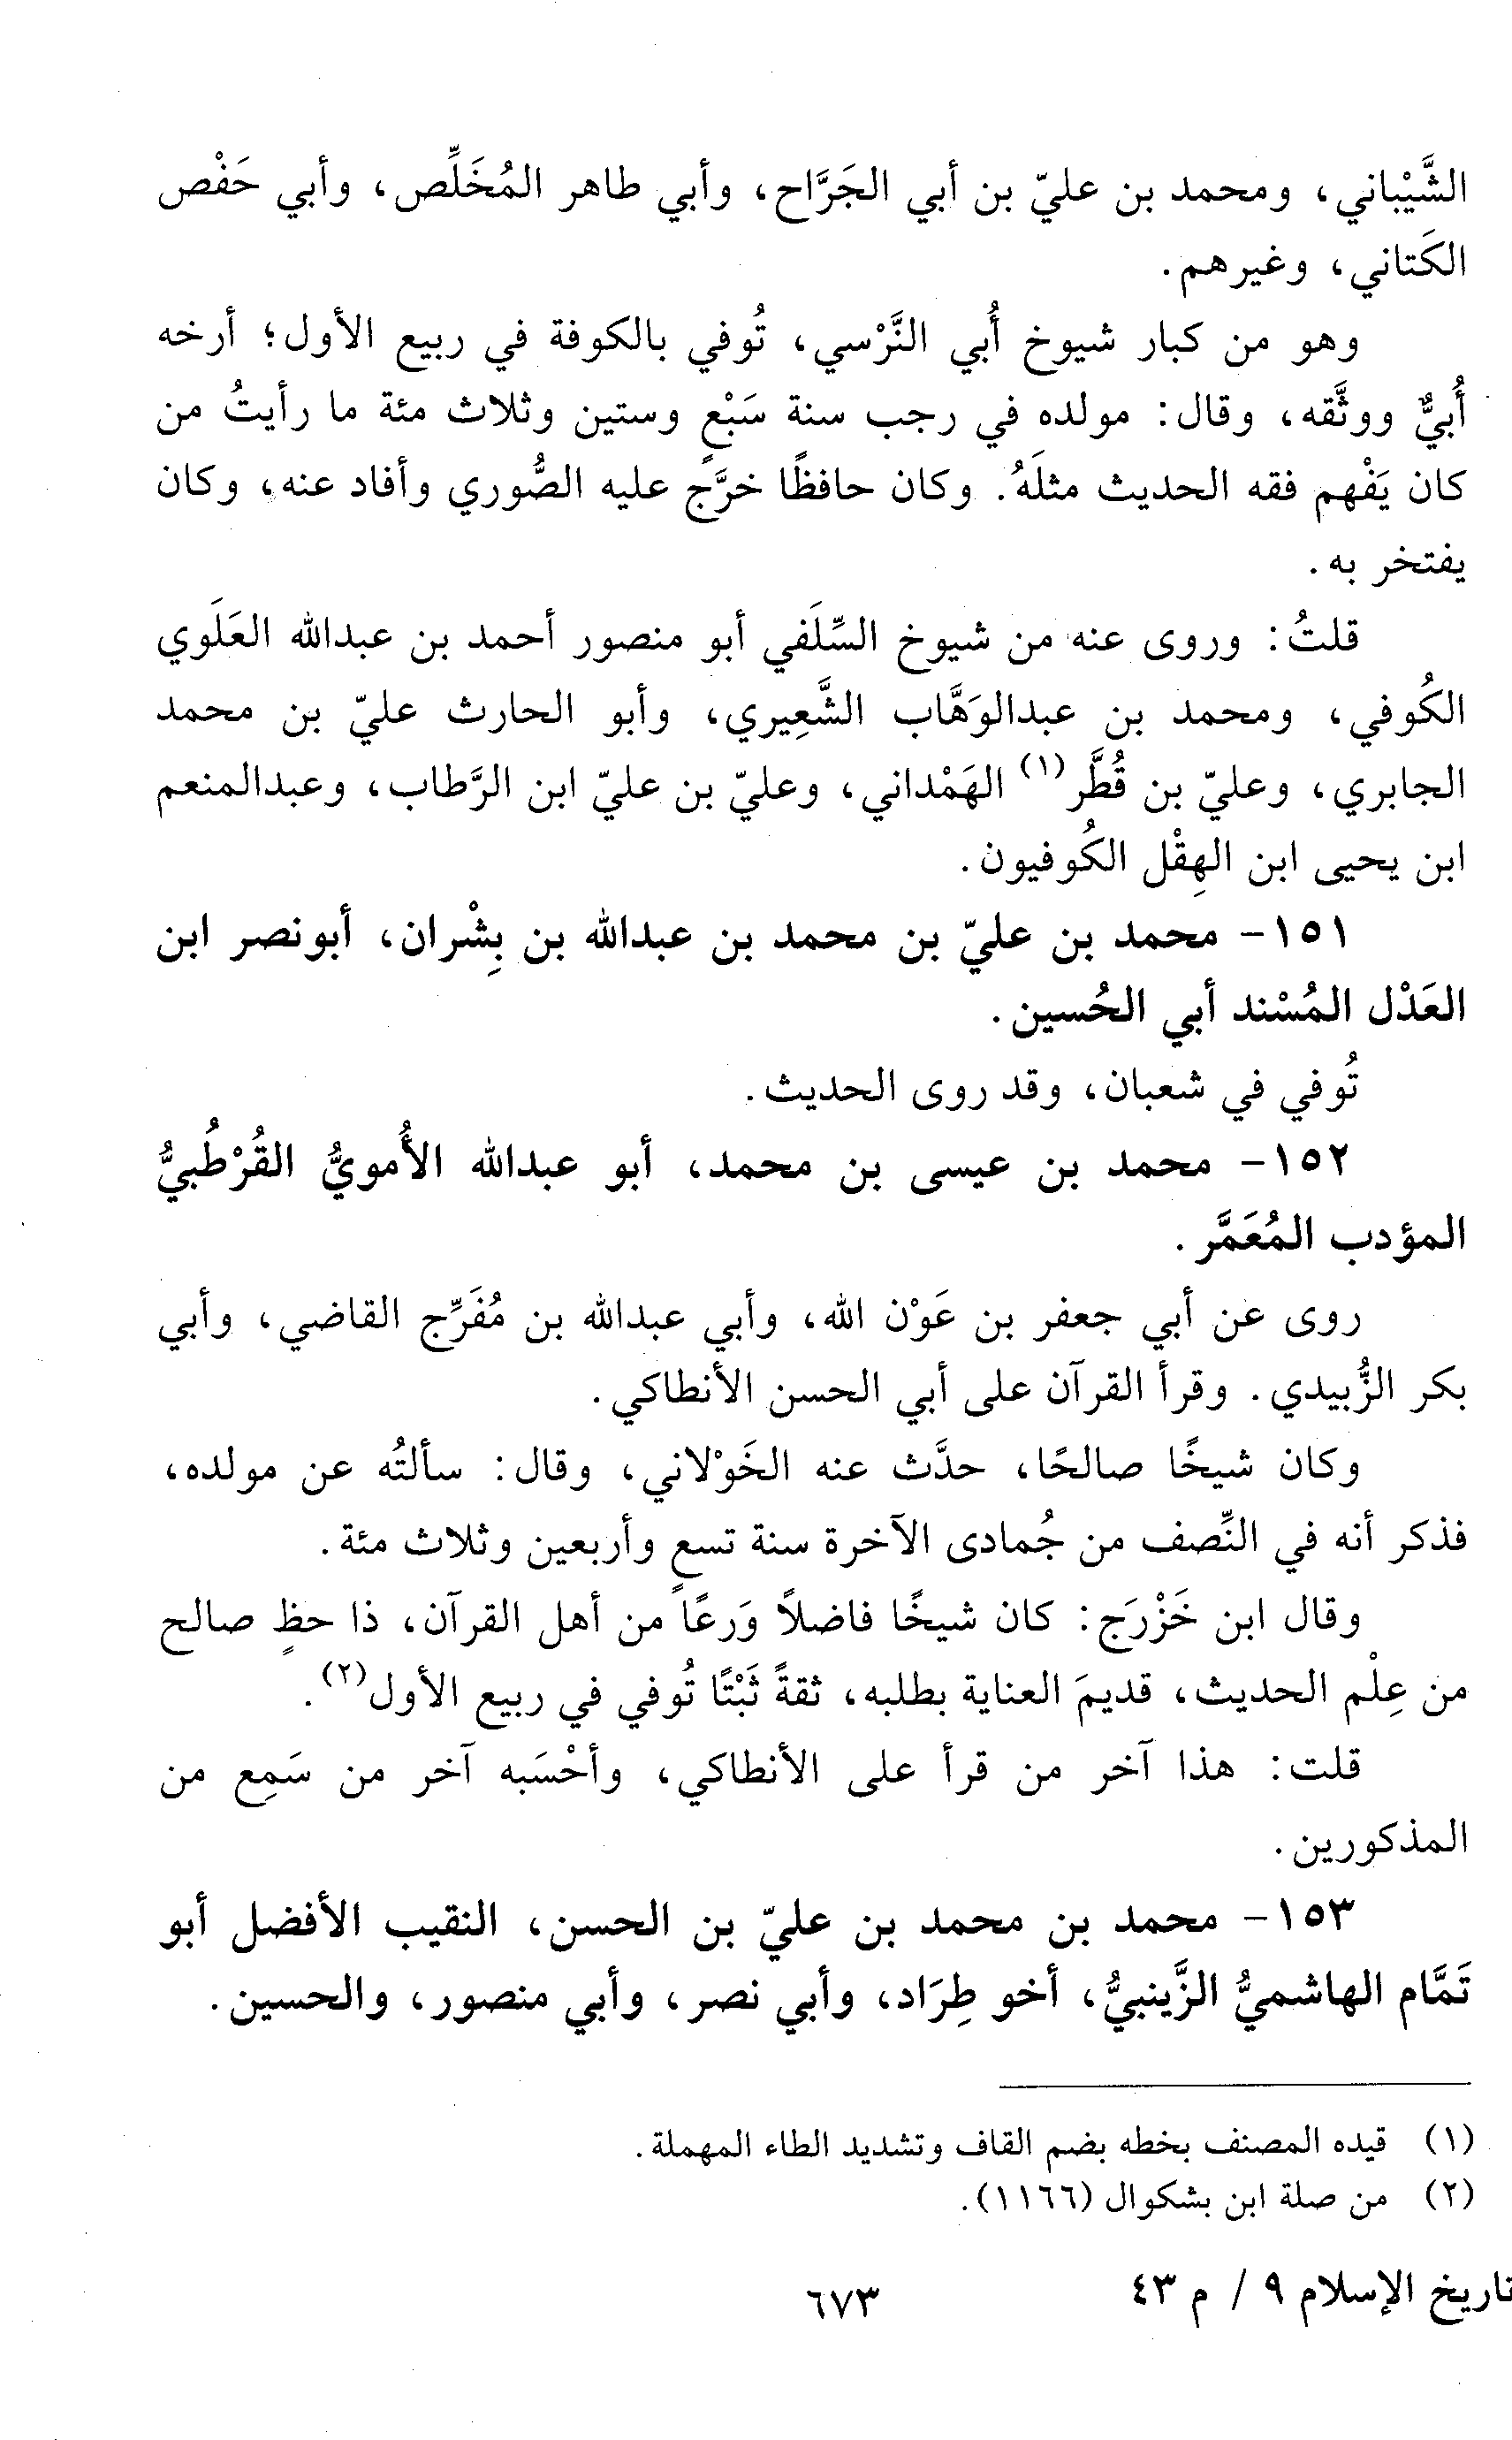 الشَّيْباني، ومحمد بن عليّ بن أبي الجَرَّاح، وأبي طاهر المُخَلِّص، وأبي حَفْص
الكَتاني، وغيرهم.
وهو من كبار شيوخ أُبي النَّرْسي، تُوفي بالكوفة في ربيع الأول؛ أرخه
أُبيٌّ ووثَّقه، وقال: مولده في رجب سنة سَبْعٍ وستين وثلاث مئة ما رأيتُ من
كان يَفْهم فقه الحديث مثلَهُ. وكان حافظًا خرَّج عليه الصُّوري وأفاد عنه، وكان
يفتخر به.
قلتُ: وروى عنه من شيوخ السِّلَفي أبو منصور أحمد بن عبدالله العَلَوي
الكُوفي، ومحمد بن عبدالوَهَّاب الشَّعِيري، وأبو الحارث عليّ بن محمد
الجابري، وعليّ بن قُطَّر(١) الهَمْداني، وعليّ بن عليّ ابن الرَّطاب، وعبدالمنعم
ابن يحيى ابن الهِقْل الكُوفيون.
١٥١- محمد بن عليّ بن محمد بن عبدالله بن بِشْران، أبونصر ابن
العَدْل المُسْند أبي الحُسين.
تُوفي في شعبان، وقد روى الحديث.
١٥٢- محمد بن عيسى بن محمد، أبو عبدالله الأُمويُّ القُرْطُبيُّ
المؤدب المُعَمَّر.
روى عن أبي جعفر بن عَوْن الله، وأبي عبدالله بن مُفَرِّج القاضي، وأبي
بكر الزُّبيدي. وقرأ القرآن على أبي الحسن الأنطاكي.
وكان شيخًا صالحًا، حدَّث عنه الخَوْلاني، وقال: سألتُه عن مولده،
فذكر أنه في النِّصف من جُمادى الآخرة سنة تسع وأربعين وثلاث مئة.
وقال ابن خَزْرَج: كان شيخًا فاضلاً وَرعًا من أهل القرآن، ذا حظٍ صالح
من عِلْم الحديث، قديمَ العناية بطلبه، ثقةً ثَبْتًا تُوفي في ربيع الأول(٢).
قلت: هذا آخر من قرأ على الأنطاكي، وأحْسَبه آخر من سَمِع من
المذكورين.
١٥٣- محمد بن محمد بن عليّ بن الحسن، النقيب الأفضل أبو
تَمَّام الهاشميُّ الزَّينبيُّ، أخو طِرَاد، وأبي نصر، وأبي منصور، والحسين.
(١) قيده المصنف بخطه بضم القاف وتشديد الطاء المهملة.
(٢) من صلة ابن بشكوال (١١٦٦).
تاريخ الإسلام ٩ / م ٤٣
٦٧٣